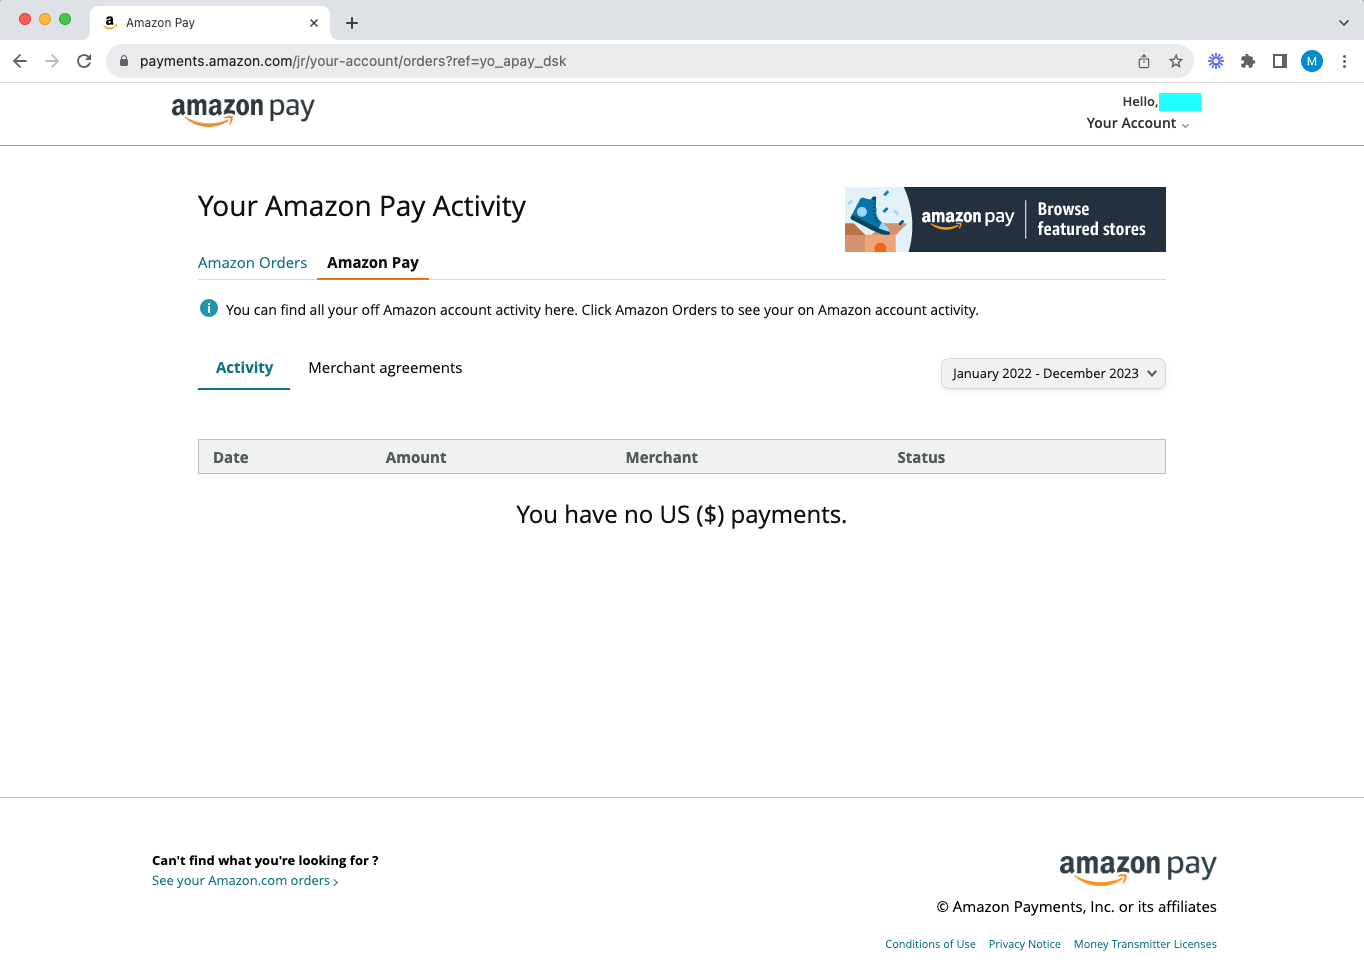 Amazon Pay
payments.amazon.com/jr/your-account/orders?ref=yo_apay_dsk
M
amazon pay
Hello,
Your Account
Your Amazon Pay Activity
amazon pay
Browse
featured stores
Amazon Orders
Amazon Pay
You can find all your off Amazon account activity here. Click Amazon Orders to see your on Amazon account activity.
Activity
Merchant agreements
January 2022 - December 2023
Date Amount Merchant Status
You have no US ($) payments.
Can't find what you're looking for ?
See your Amazon.com orders ›
amazon pay
© Amazon Payments, Inc. or its affiliates
Conditions of Use Privacy Notice Money Transmitter Licenses